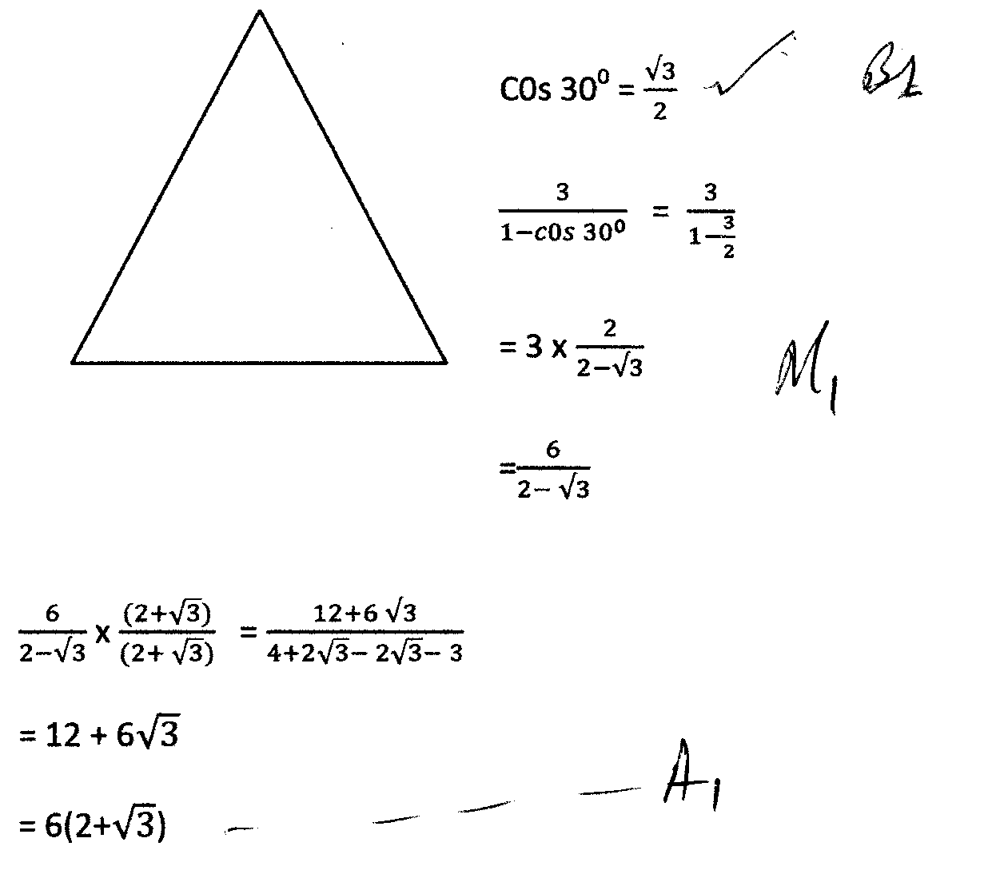 C0s 30⁰ = √3/2 ✓ B1
3/(1−c0s 30⁰) = 3/(1−3/2)
= 3 x 2/(2−√3) M1
= 6/(2− √3)
6/(2−√3) x (2+√3)/(2+ √3) = (12+6 √3)/(4+2√3− 2√3− 3)
= 12 + 6√3
= 6(2+√3) — — — — A1